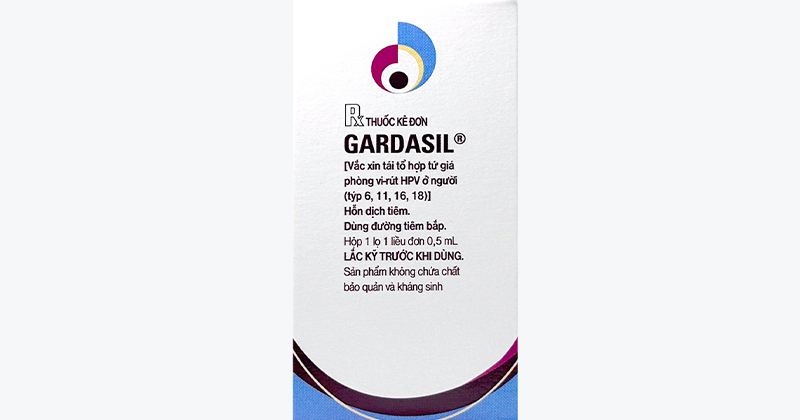 Rx THUỐC KÊ ĐƠN
GARDASIL®
[Vắc xin tái tổ hợp tứ giá
phòng vi-rút HPV ở người
(týp 6, 11, 16, 18)]
Hỗn dịch tiêm.
Dùng đường tiêm bắp.
Hộp 1 lọ 1 liều đơn 0,5 mL
LẮC KỸ TRƯỚC KHI DÙNG.
Sản phẩm không chứa chất
bảo quản và kháng sinh